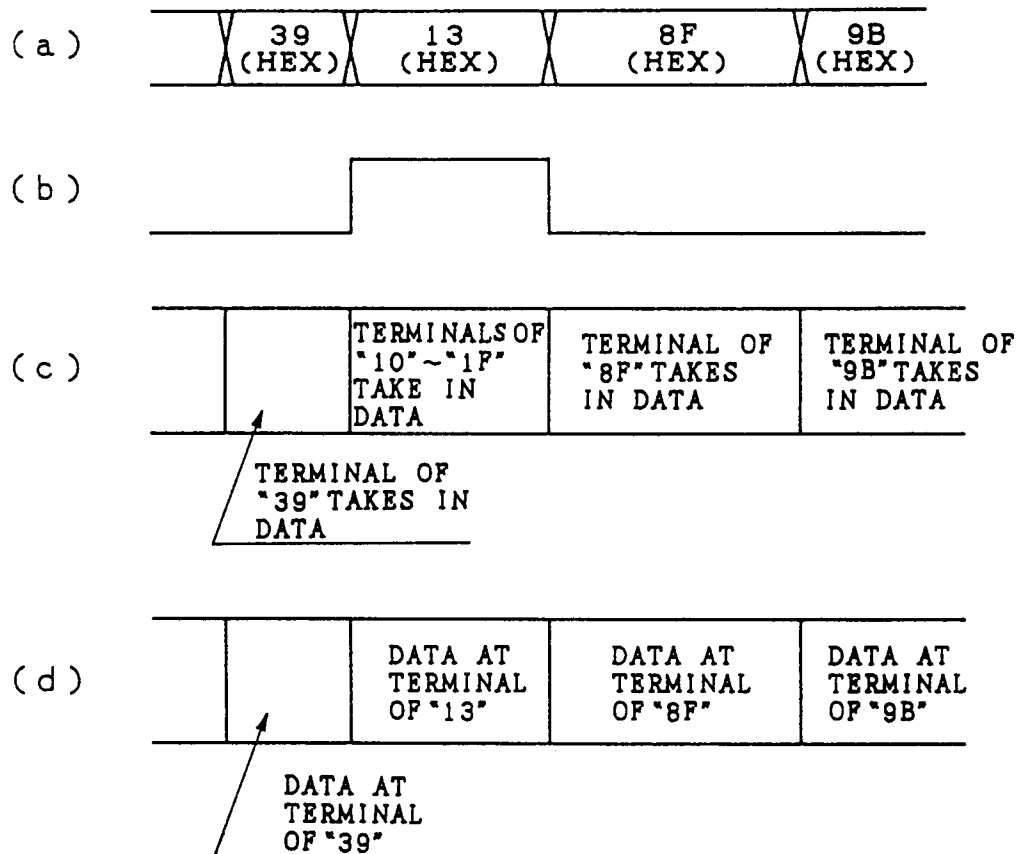 (a)
39
(HEX)
13
(HEX)
8F
(HEX)
9B
(HEX)
(b)
(c)
TERMINALS OF
"10"~"1F"
TAKE IN
DATA
TERMINAL OF
"8F" TAKES
IN DATA
TERMINAL OF
"9B" TAKES
IN DATA
TERMINAL OF
"39" TAKES IN
DATA
(d)
DATA AT
TERMINAL
OF "13"
DATA AT
TERMINAL
OF "8F"
DATA AT
TERMINAL
OF "9B"
DATA AT
TERMINAL
OF "39"